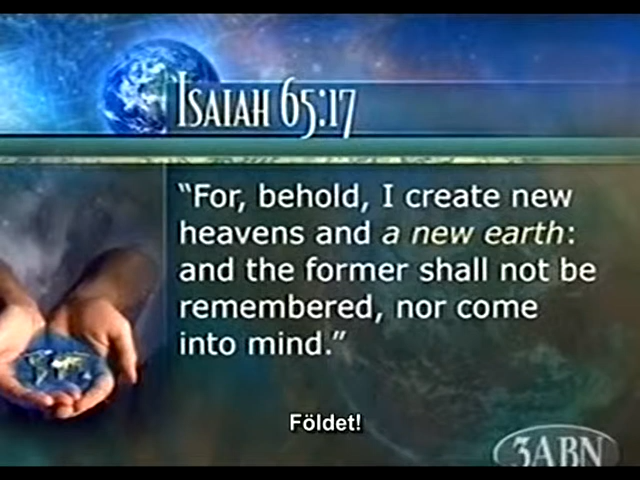 Isaiah 65:17
“For, behold, I create new
heavens and a new earth:
and the former shall not be
remembered, nor come
into mind.”
Földet!
3ABN